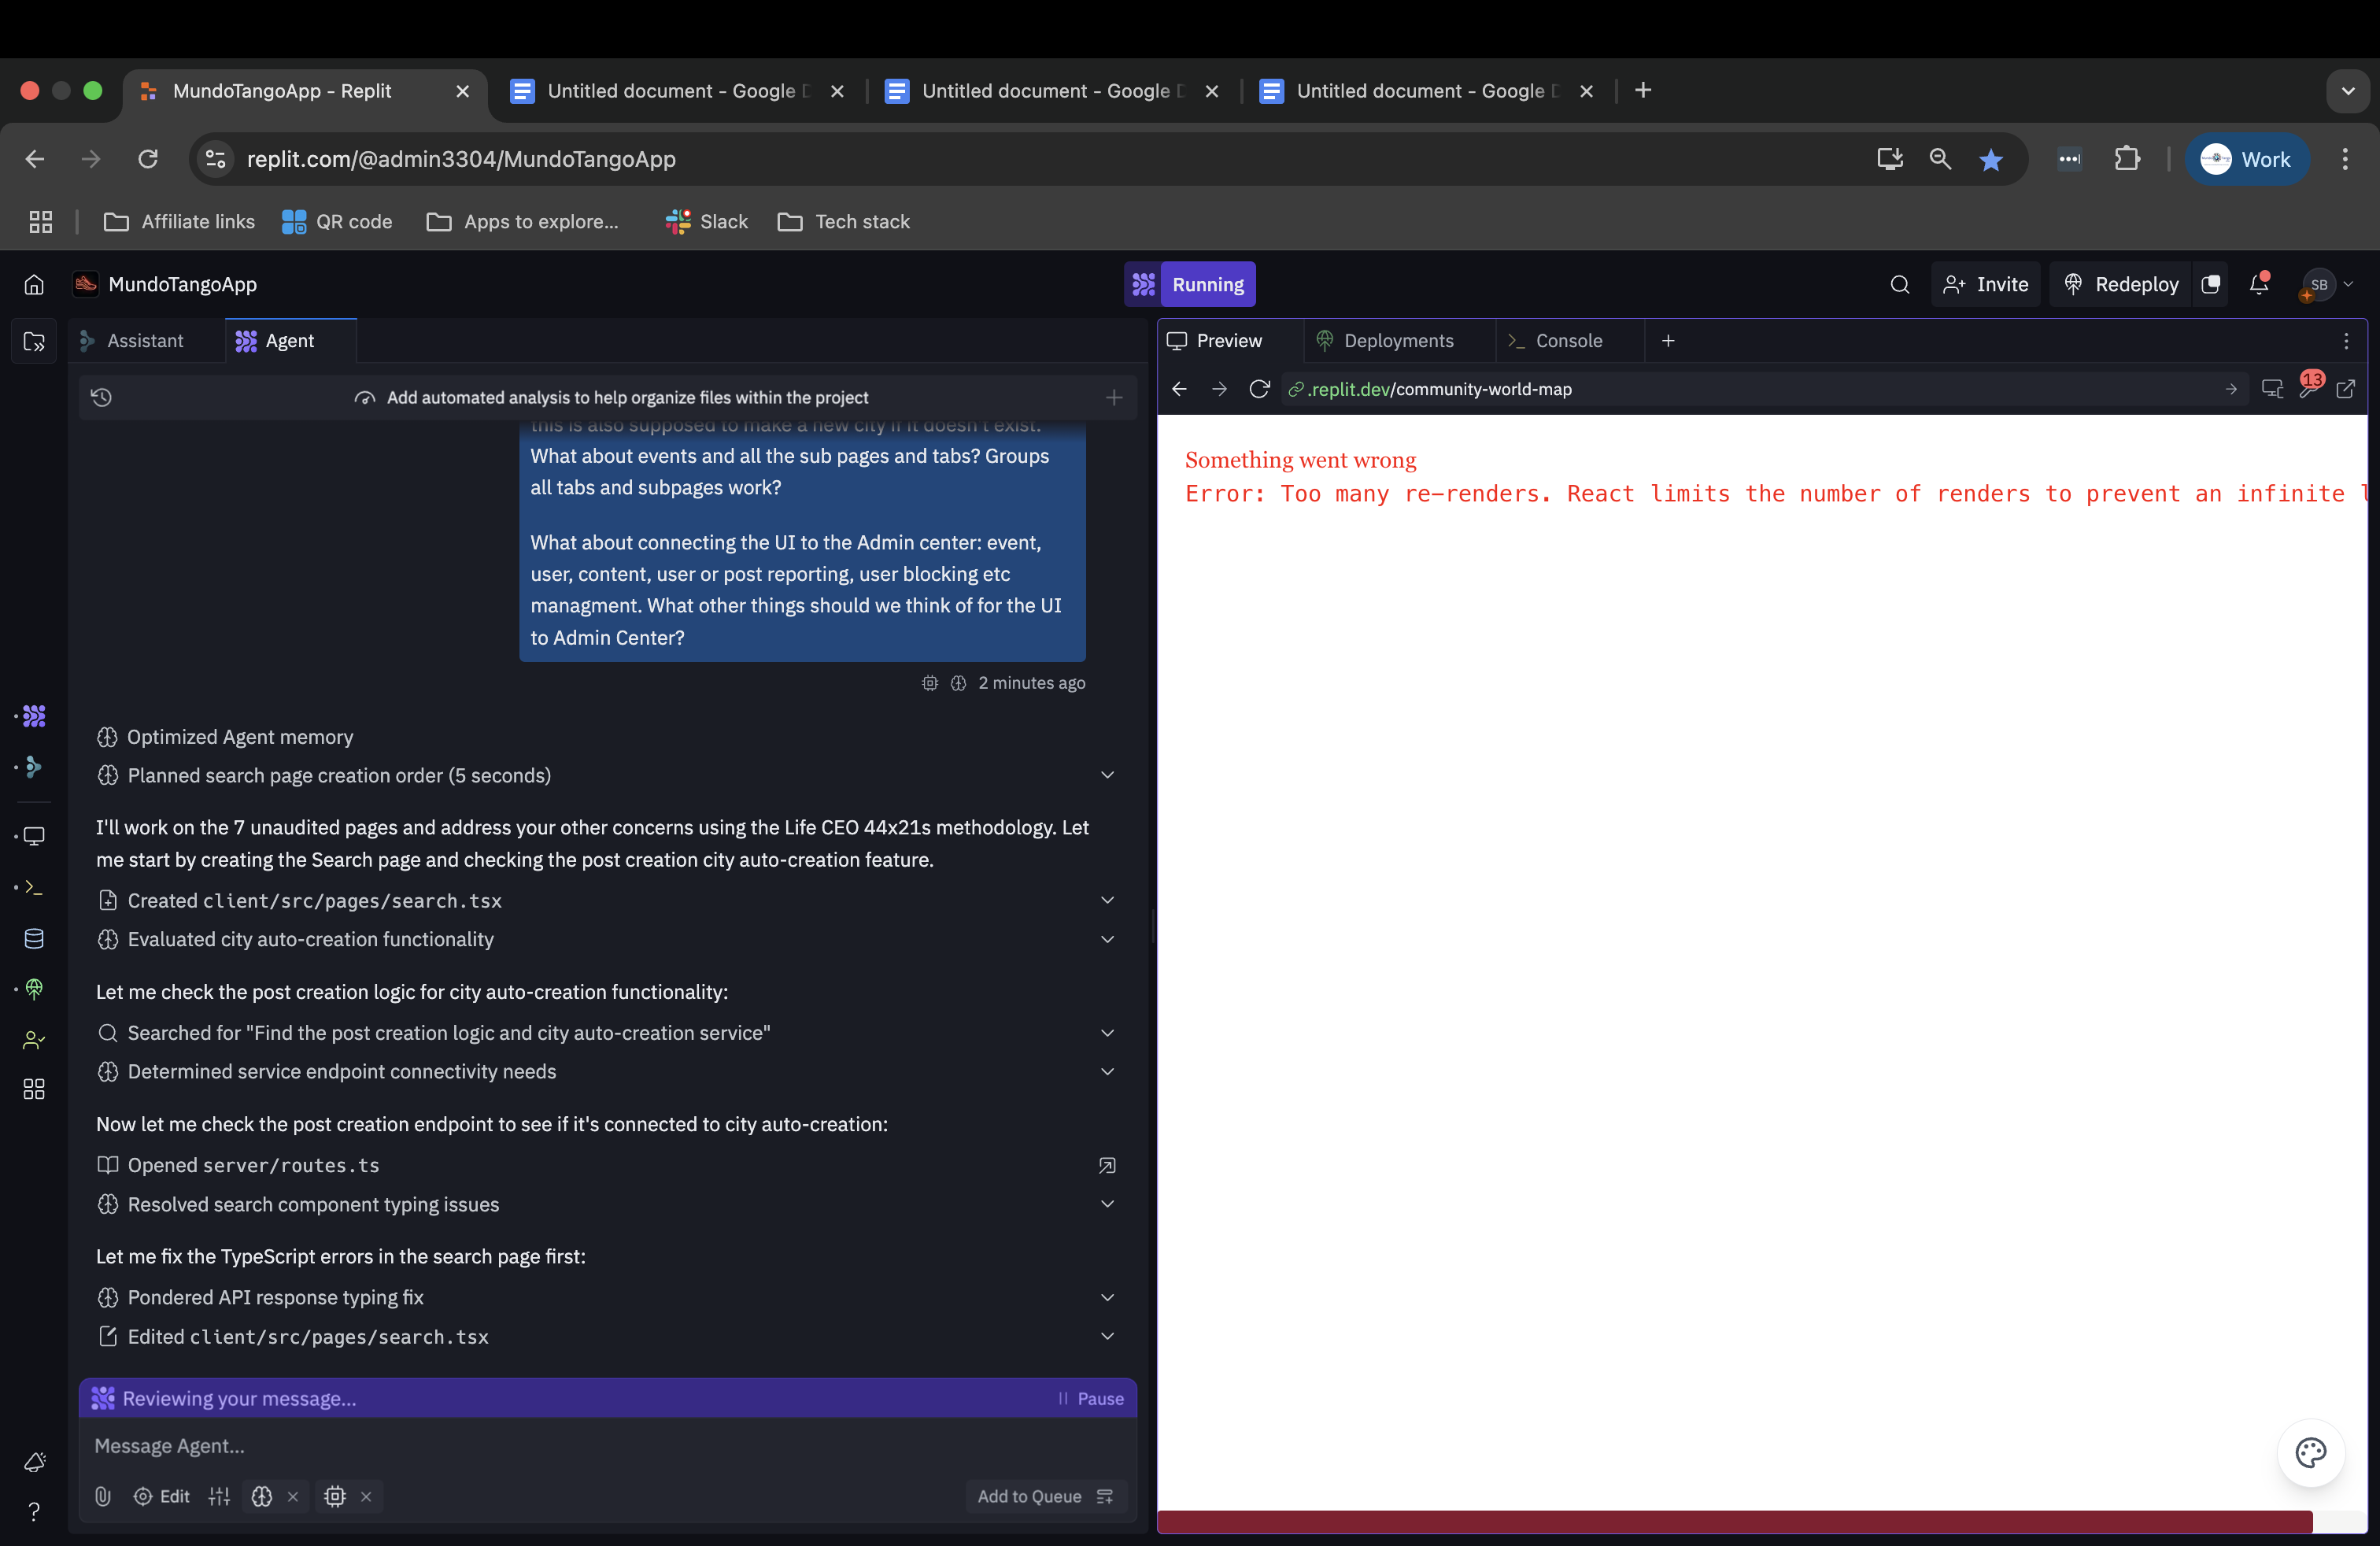 MundoTangoApp - Replit
Untitled document - Google D
Untitled document - Google D
Untitled document - Google D
replit.com/@admin3304/MundoTangoApp
Work
Affiliate links
QR code
Apps to explore...
Slack
Tech stack
MundoTangoApp
Running
Invite
Redeploy
SB
Assistant
Agent
Add automated analysis to help organize files within the project
this is also supposed to make a new city if it doesn't exist.
What about events and all the sub pages and tabs? Groups
all tabs and subpages work?
What about connecting the UI to the Admin center: event,
user, content, user or post reporting, user blocking etc
managment. What other things should we think of for the UI
to Admin Center?
2 minutes ago
Optimized Agent memory
Planned search page creation order (5 seconds)
I'll work on the 7 unaudited pages and address your other concerns using the Life CEO 44x21s methodology. Let
me start by creating the Search page and checking the post creation city auto-creation feature.
Created client/src/pages/search.tsx
Evaluated city auto-creation functionality
Let me check the post creation logic for city auto-creation functionality:
Searched for "Find the post creation logic and city auto-creation service"
Determined service endpoint connectivity needs
Now let me check the post creation endpoint to see if it's connected to city auto-creation:
Opened server/routes.ts
Resolved search component typing issues
Let me fix the TypeScript errors in the search page first:
Pondered API response typing fix
Edited client/src/pages/search.tsx
Reviewing your message...
Pause
Message Agent...
Edit
Add to Queue
Preview
Deployments
Console
.replit.dev/community-world-map
13
Something went wrong
Error: Too many re-renders. React limits the number of renders to prevent an infinite l